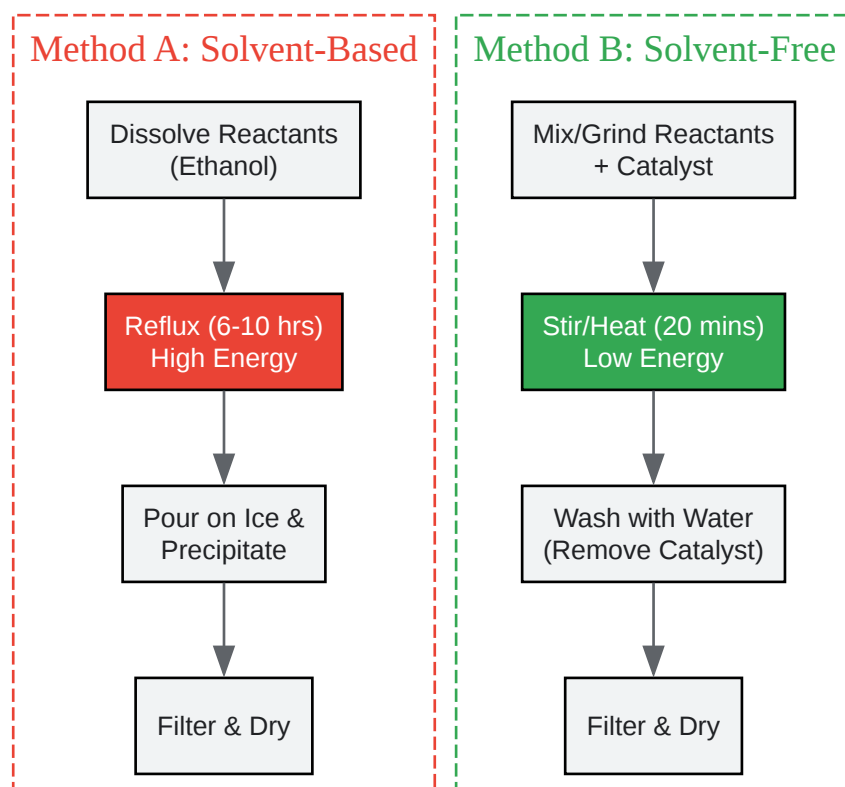 Method A: Solvent-Based
Dissolve Reactants
(Ethanol)
Reflux (6-10 hrs)
High Energy
Pour on Ice &
Precipitate
Filter & Dry
Method B: Solvent-Free
Mix/Grind Reactants
+ Catalyst
Stir/Heat (20 mins)
Low Energy
Wash with Water
(Remove Catalyst)
Filter & Dry